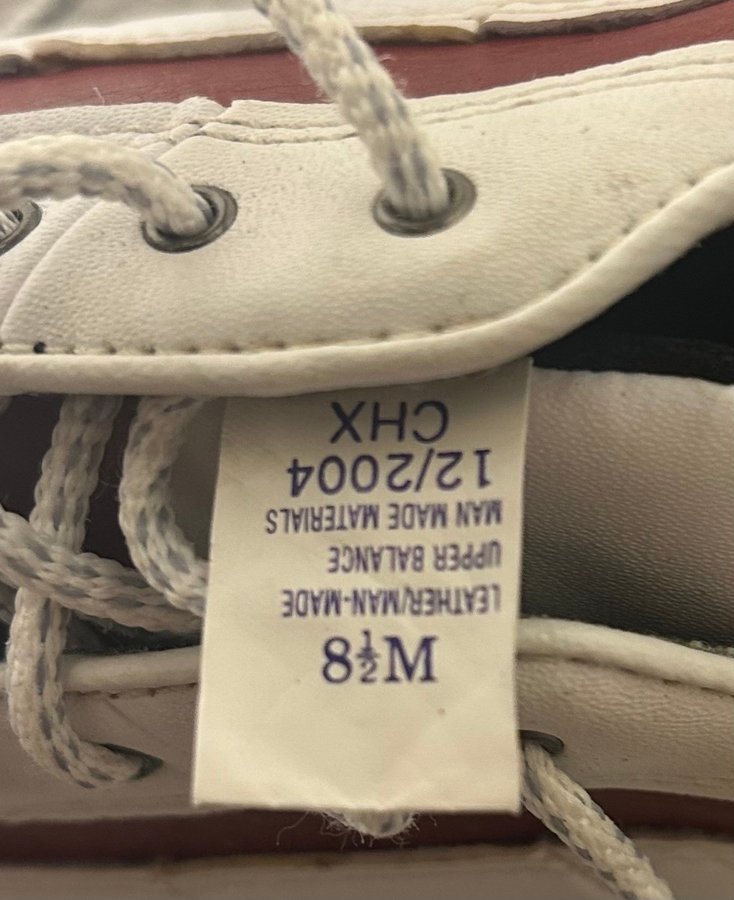 8½M
LEATHER/MAN-MADE
UPPER BALANCE
MAN MADE MATERIALS
12/2004
CHX